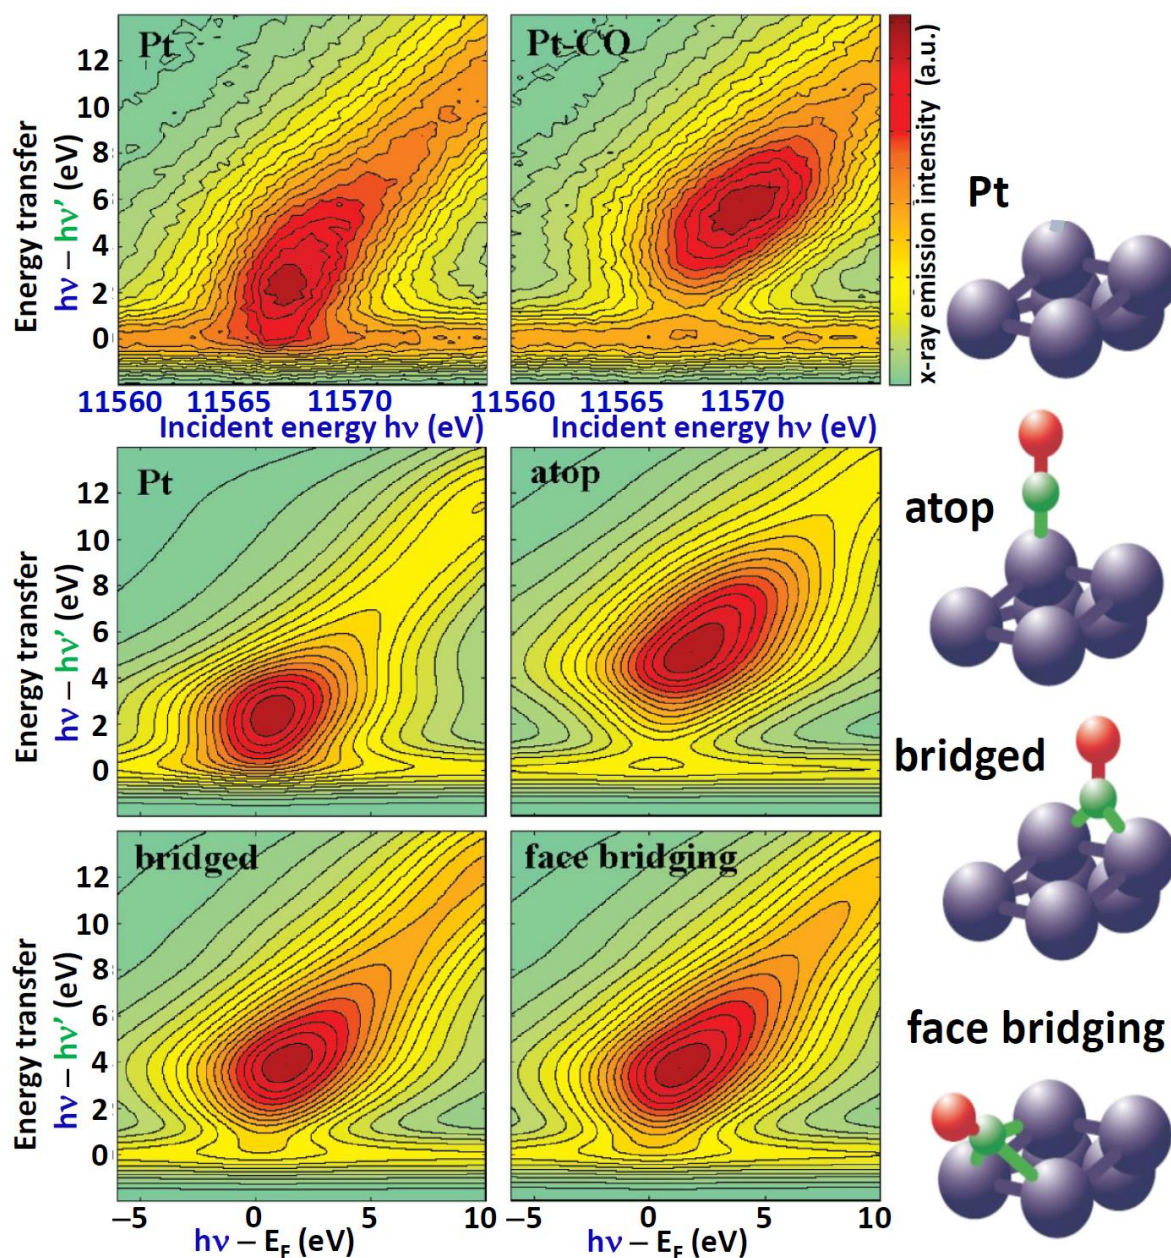 Pt
Pt-CO
12
10
8
6
4
2
0
Energy transfer
hν – hν' (eV)
x-ray emission intensity (a.u.)
11560 11565 11570 11560 11565 11570
Incident energy hν (eV) Incident energy hν (eV)
Pt
Pt
atop
12
10
8
6
4
2
0
Energy transfer
hν – hν' (eV)
atop
bridged
bridged
face bridging
12
10
8
6
4
2
0
Energy transfer
hν – hν' (eV)
face bridging
–5 0 5 10 –5 0 5 10
hν – E_F (eV) hν – E_F (eV)